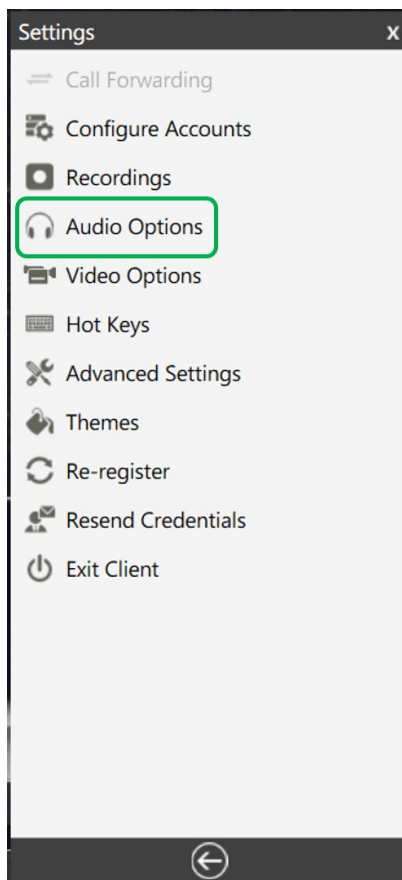 Settings x
Call Forwarding
Configure Accounts
Recordings
Audio Options
Video Options
Hot Keys
Advanced Settings
Themes
Re-register
Resend Credentials
Exit Client